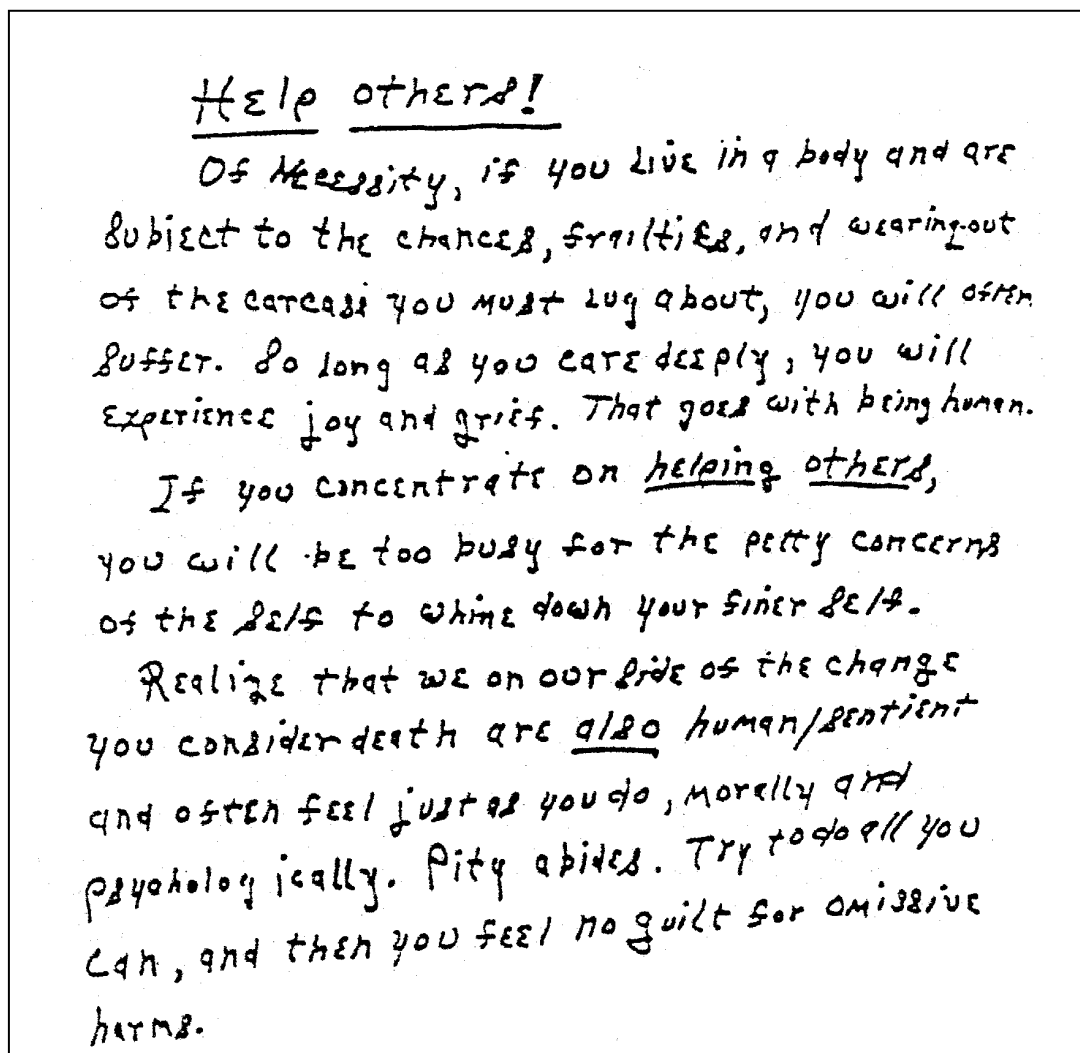 Help others!
Of Necessity, if you Live in a body and are
subject to the chances, frailties, and wearing-out
of the carcass you must lug about, you will often
suffer. So long as you care deeply, you will
experience joy and grief. That goes with being human.
If you concentrate on helping others,
you will be too busy for the petty concerns
of the self to whine down your finer self.
Realize that we on our side of the change
you consider death are also human/sentient
and often feel just as you do, morally and
psychologically. Pity abides. Try to do all you
can, and then you feel no guilt for omissive
harms.